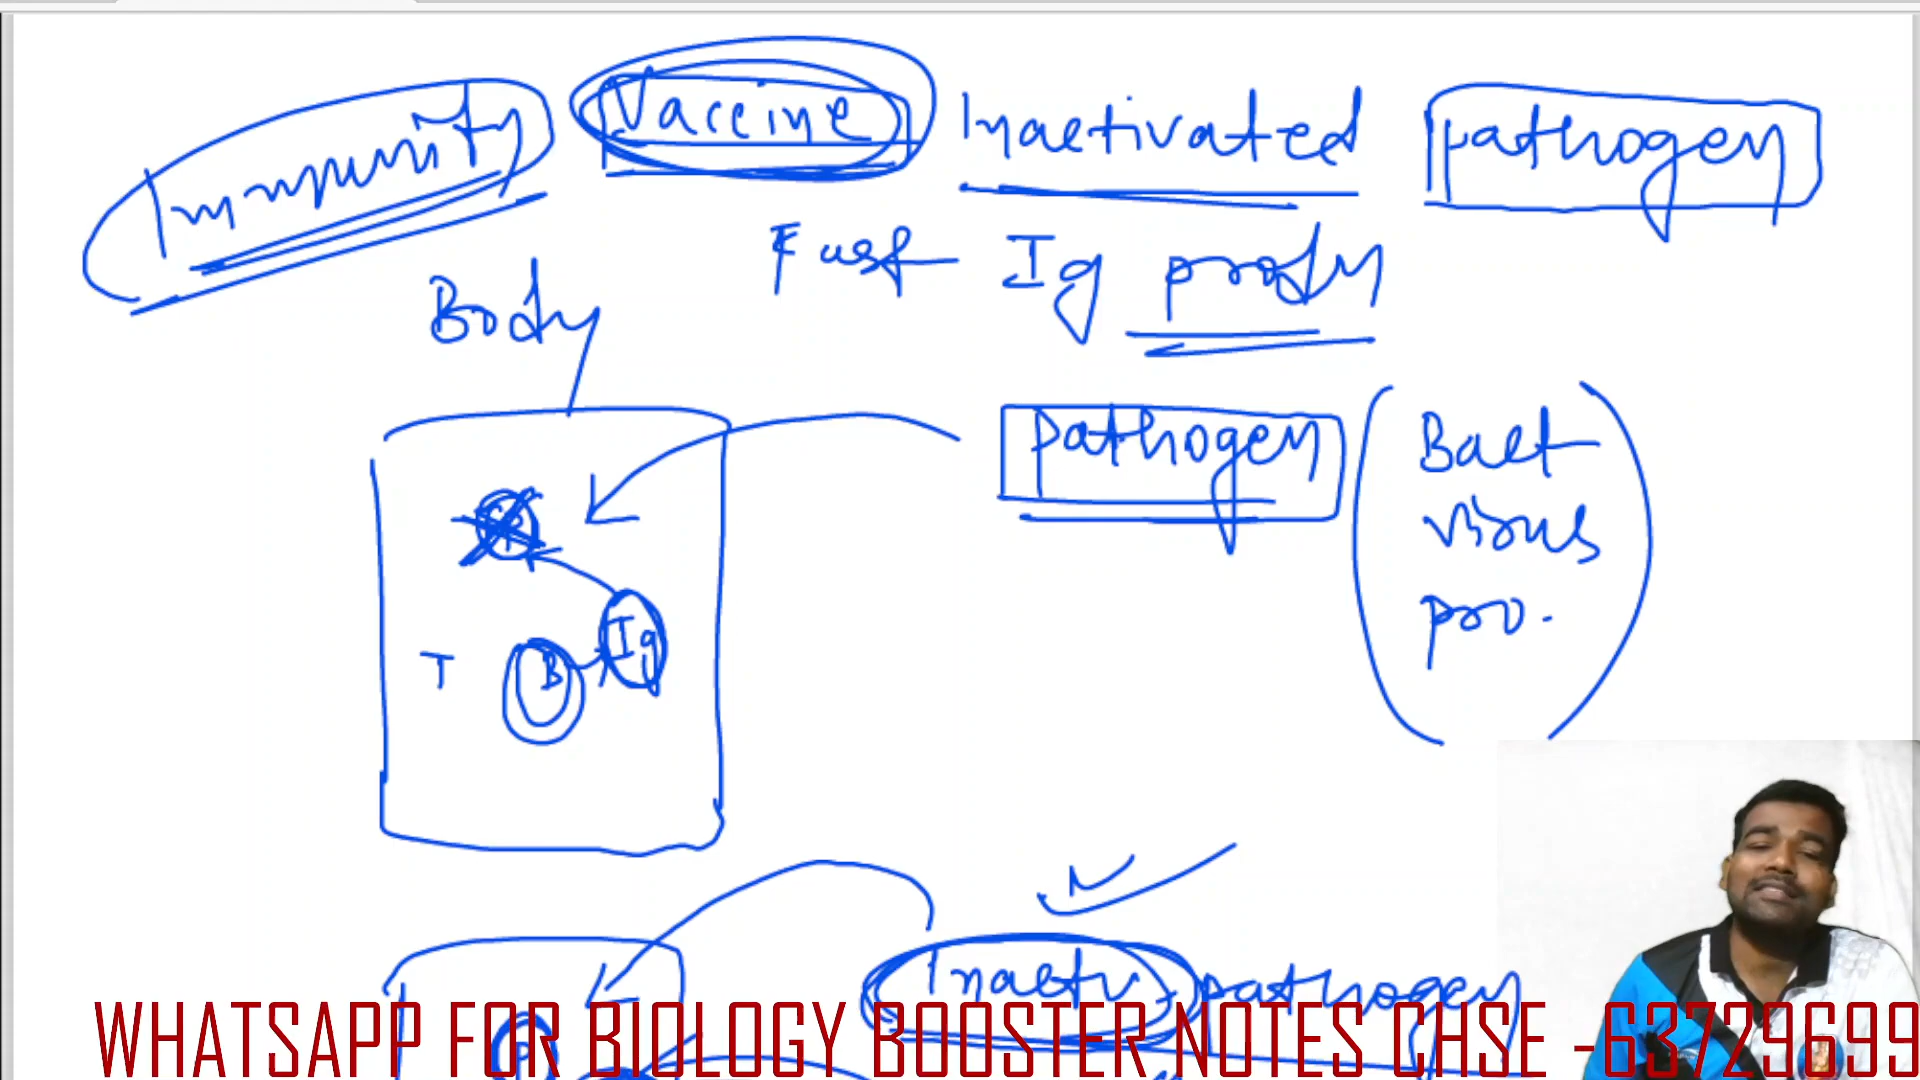 Immunity Vaccine Inactivated pathogen
Fast Ig prodn
Body
pathogen
Bact
virus
pro.
P
Ig
T B
Inactv. pathogen
P
WHATSAPP FOR BIOLOGY BOOSTER NOTES CHSE -63729699